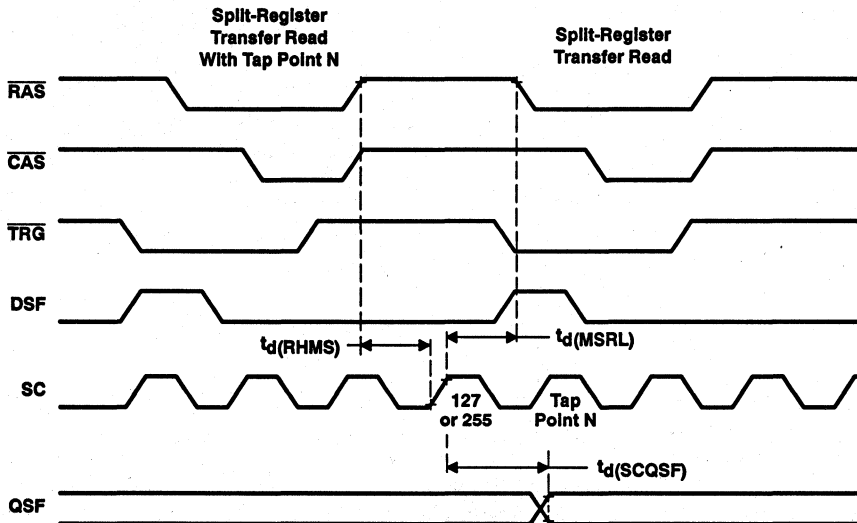 Split-Register
Transfer Read
With Tap Point N
Split-Register
Transfer Read
RAS
CAS
TRG
DSF
td(RHMS)
td(MSRL)
SC
127
or 255
Tap
Point N
td(SCQSF)
QSF